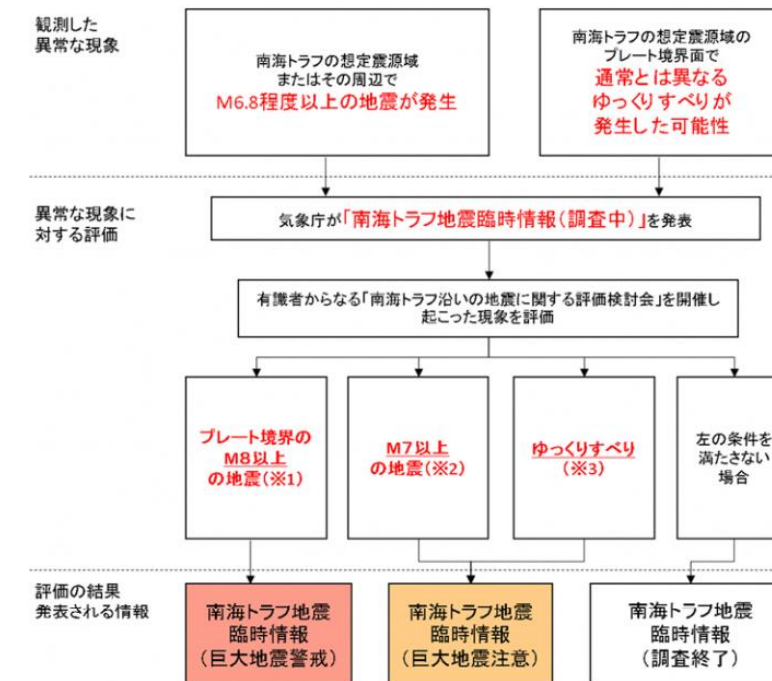 観測した
異常な現象
南海トラフの想定震源域
またはその周辺で
M6.8程度以上の地震が発生
南海トラフの想定震源域の
プレート境界面で
通常とは異なる
ゆっくりすべりが
発生した可能性
異常な現象に
対する評価
気象庁が「南海トラフ地震臨時情報(調査中)」を発表
有識者からなる「南海トラフ沿いの地震に関する評価検討会」を開催し
起こった現象を評価
プレート境界の
M8以上
の地震(※1)
M7以上
の地震(※2)
ゆっくりすべり
(※3)
左の条件を
満たさない
場合
評価の結果
発表される情報
南海トラフ地震
臨時情報
(巨大地震警戒)
南海トラフ地震
臨時情報
(巨大地震注意)
南海トラフ地震
臨時情報
(調査終了)